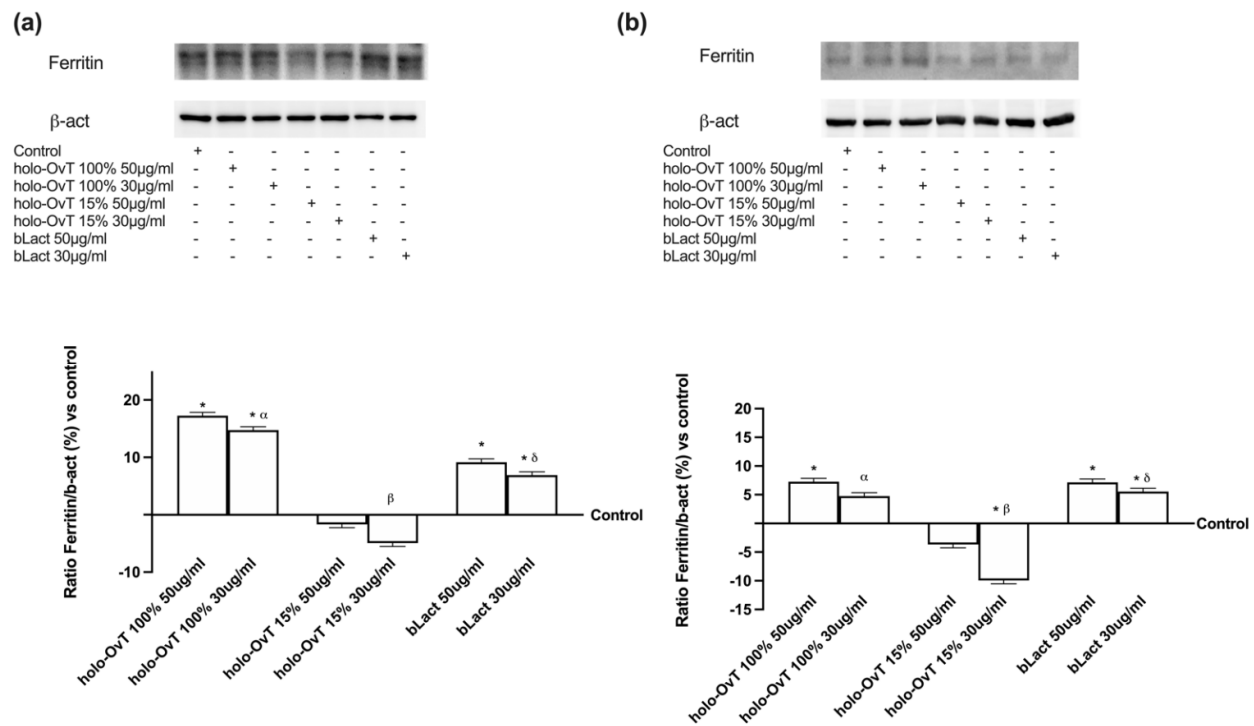 (a)
Ferritin
β-act
Control + - - - - - -
holo-OvT 100% 50µg/ml - + - - - - -
holo-OvT 100% 30µg/ml - - + - - - -
holo-OvT 15% 50µg/ml - - - + - - -
holo-OvT 15% 30µg/ml - - - - + - -
bLact 50µg/ml - - - - - + -
bLact 30µg/ml - - - - - - +
Ratio Ferritin/b-act (%) vs control
20
10
0
-10
* 
* α
β
*
* δ
Control
holo-OvT 100% 50ug/ml
holo-OvT 100% 30ug/ml
holo-OvT 15% 50ug/ml
holo-OvT 15% 30ug/ml
bLact 50ug/ml
bLact 30ug/ml
(b)
Ferritin
β-act
Control + - - - - - -
holo-OvT 100% 50µg/ml - + - - - - -
holo-OvT 100% 30µg/ml - - + - - - -
holo-OvT 15% 50µg/ml - - - + - - -
holo-OvT 15% 30µg/ml - - - - + - -
bLact 50µg/ml - - - - - + -
bLact 30µg/ml - - - - - - +
Ratio Ferritin/b-act (%) vs control
20
15
10
5
0
-5
-10
-15
*
α
* β
*
* δ
Control
holo-OvT 100% 50ug/ml
holo-OvT 100% 30ug/ml
holo-OvT 15% 50ug/ml
holo-OvT 15% 30ug/ml
bLact 50ug/ml
bLact 30ug/ml